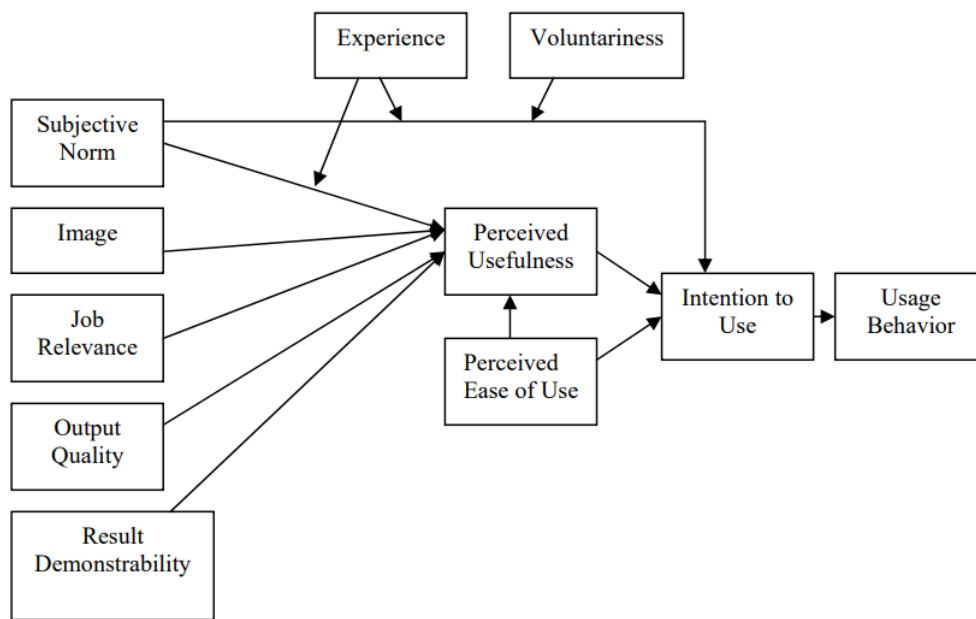 Experience
Voluntariness
Subjective
Norm
Image
Perceived
Usefulness
Job
Relevance
Intention to
Use
Usage
Behavior
Perceived
Ease of Use
Output
Quality
Result
Demonstrability